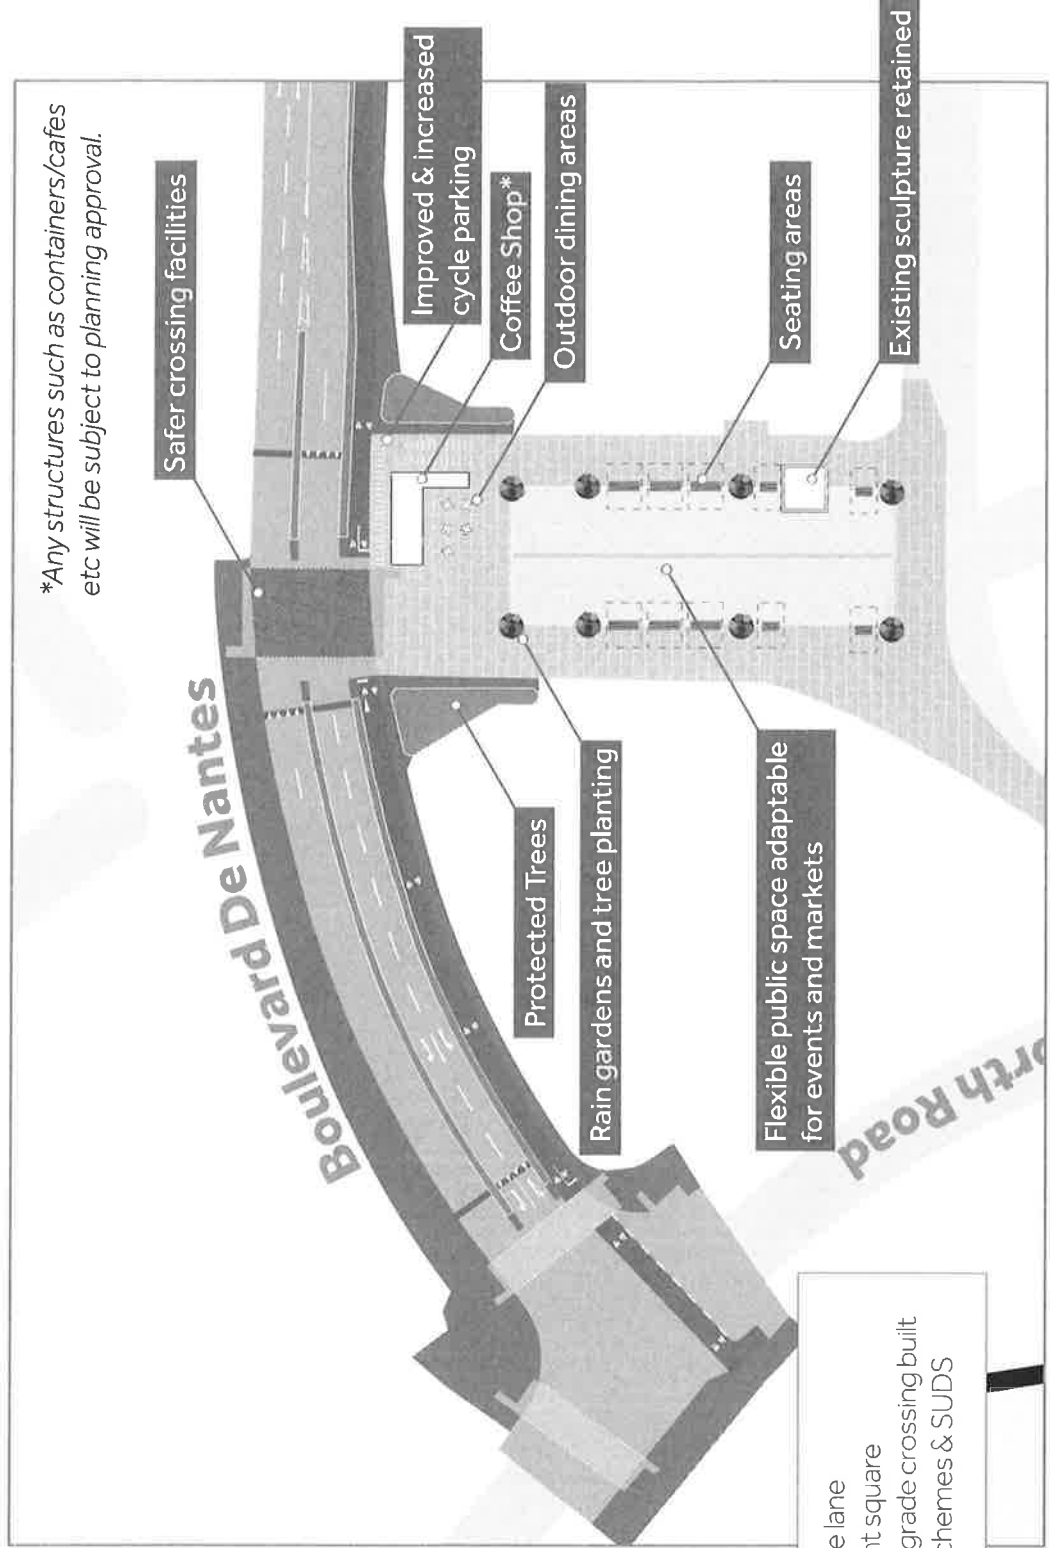 *Any structures such as containers/cafes
etc will be subject to planning approval.
Safer crossing facilities
Boulevard De Nantes
Improved & increased
cycle parking
Coffee Shop*
Outdoor dining areas
Protected Trees
Rain gardens and tree planting
Seating areas
Flexible public space adaptable
for events and markets
Existing sculpture retained
orth Road
e lane
nt square
grade crossing built
chemes & SUDS